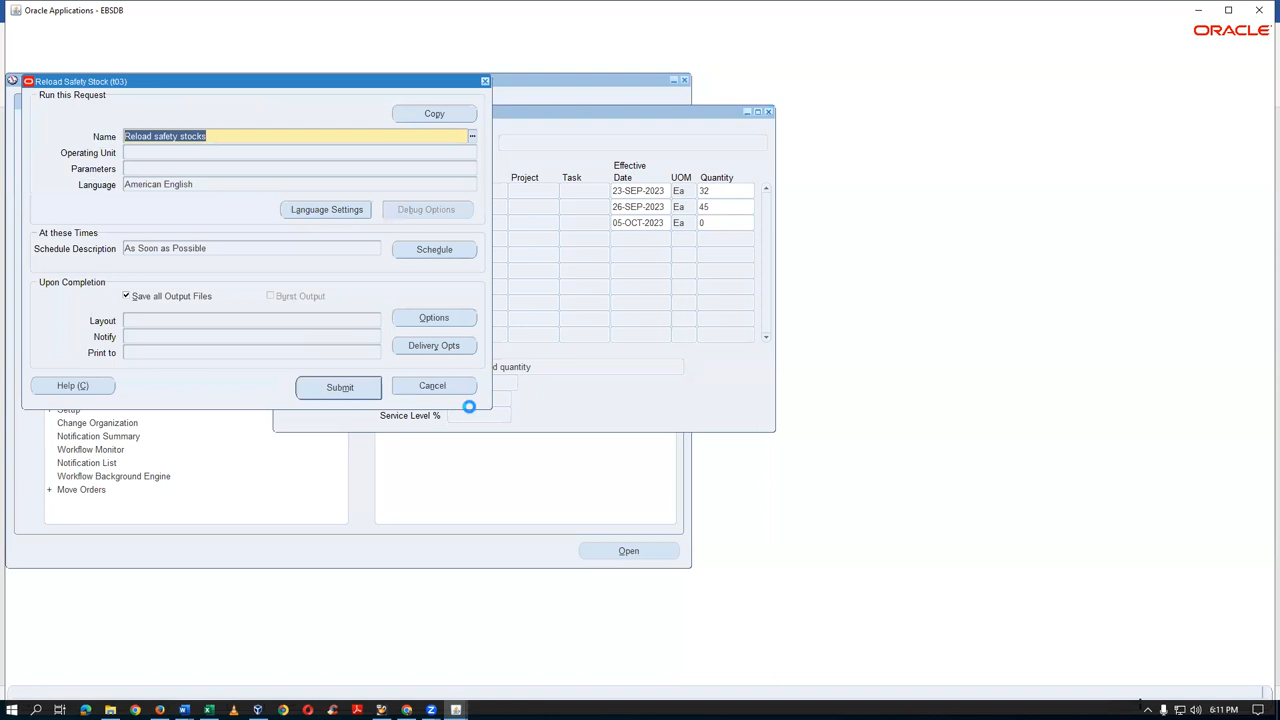 Oracle Applications - EBSDB
ORACLE
Reload Safety Stock (t03)
Run this Request
Copy
Name Reload safety stocks
Operating Unit
Parameters
Language American English
Language Settings Debug Options
At these Times
Schedule Description As Soon as Possible Schedule
Upon Completion
Save all Output Files Burst Output
Layout Options
Notify
Delivery Opts
Print to
Help (C) Submit Cancel
Effective
Project Task Date UOM Quantity
23-SEP-2023 Ea 32
26-SEP-2023 Ea 45
05-OCT-2023 Ea 0
d quantity
Service Level %
Setup
Change Organization
Notification Summary
Workflow Monitor
Notification List
Workflow Background Engine
+ Move Orders
Open
6:11 PM